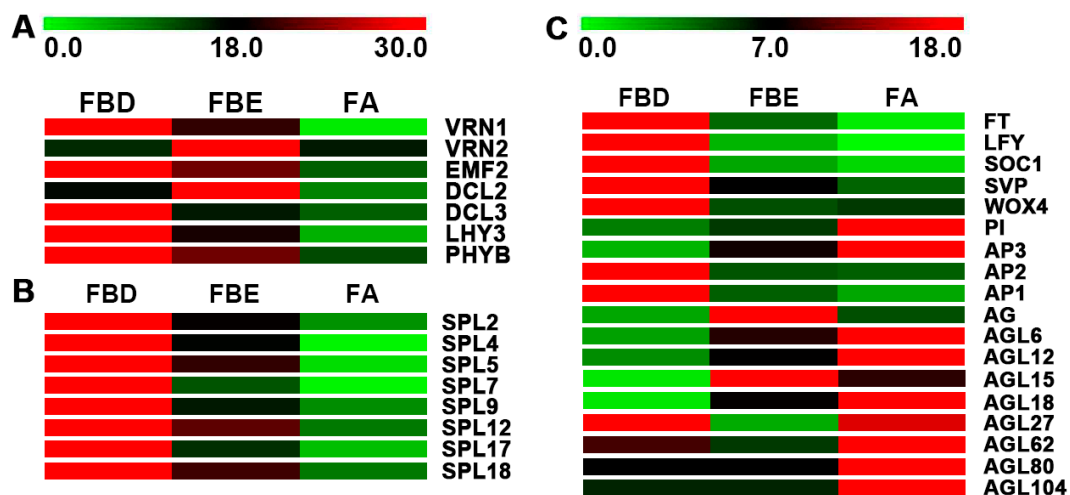 A
0.0 18.0 30.0
FBD FBE FA
VRN1
VRN2
EMF2
DCL2
DCL3
LHY3
PHYB
B
FBD FBE FA
SPL2
SPL4
SPL5
SPL7
SPL9
SPL12
SPL17
SPL18
C
0.0 7.0 18.0
FBD FBE FA
FT
LFY
SOC1
SVP
WOX4
PI
AP3
AP2
AP1
AG
AGL6
AGL12
AGL15
AGL18
AGL27
AGL62
AGL80
AGL104